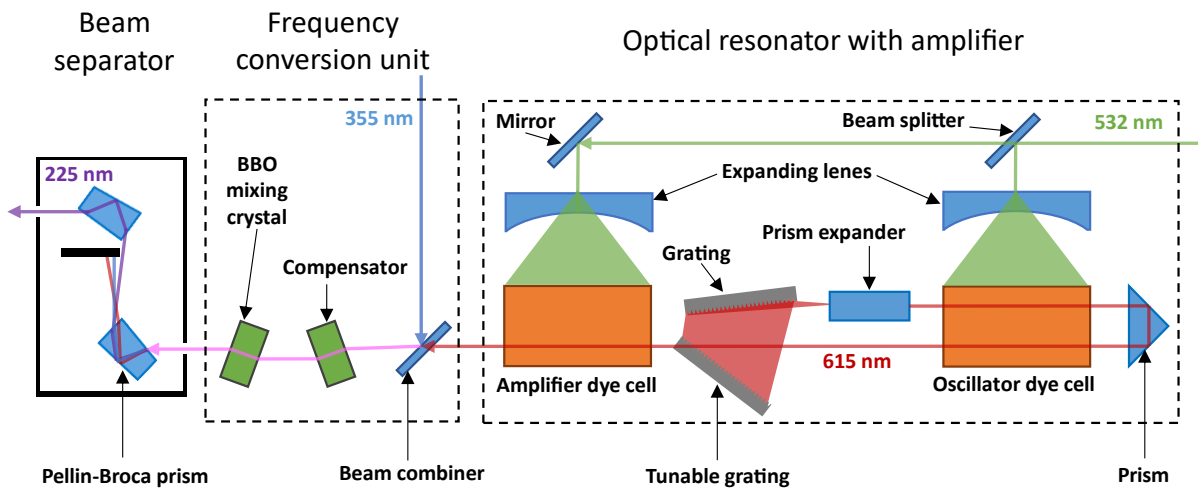 Beam
separator
Frequency
conversion unit
Optical resonator with amplifier
355 nm
Mirror
Beam splitter
532 nm
225 nm
BBO
mixing
crystal
Expanding lenes
Prism expander
Grating
Compensator
615 nm
Amplifier dye cell
Oscillator dye cell
Pellin-Broca prism
Beam combiner
Tunable grating
Prism